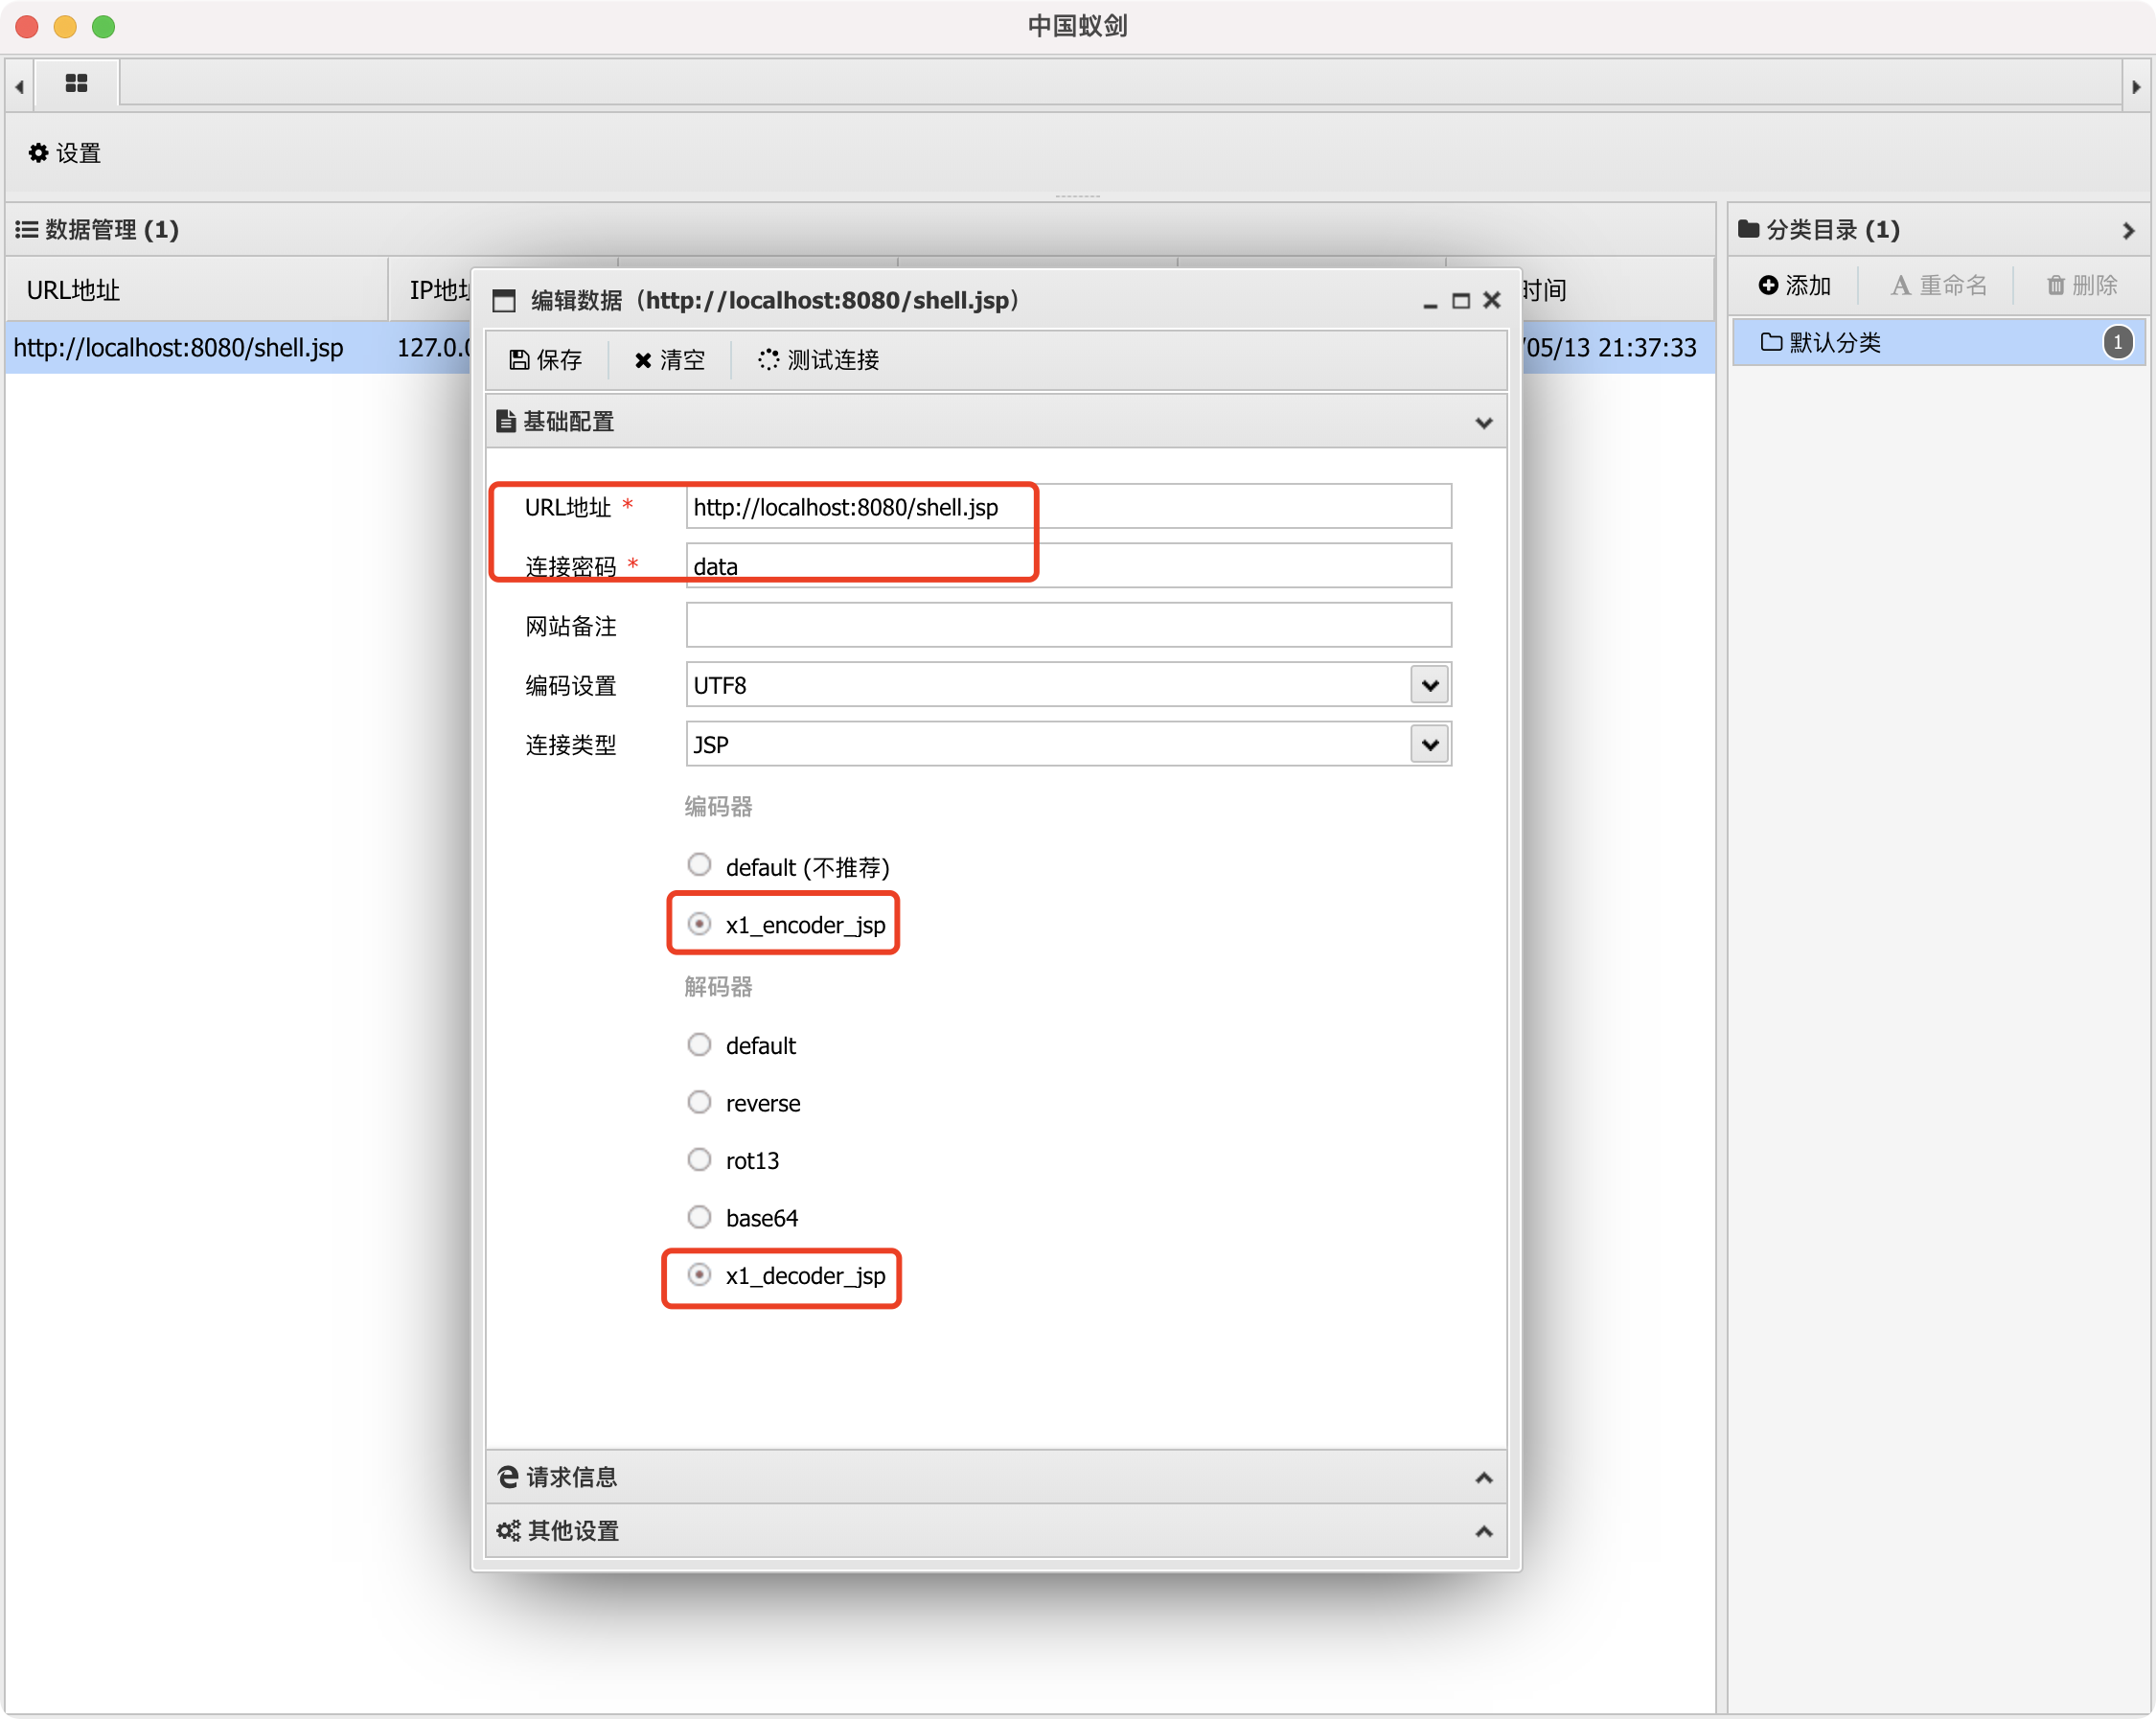 中国蚁剑
设置
数据管理 (1)
分类目录 (1)
URL地址
时间
添加
重命名
删除
http://localhost:8080/shell.jsp
/05/13 21:37:33
默认分类
1
编辑数据（http://localhost:8080/shell.jsp）
保存
清空
测试连接
基础配置
URL地址 *
http://localhost:8080/shell.jsp
连接密码 *
data
网站备注
编码设置
UTF8
连接类型
JSP
编码器
default (不推荐)
x1_encoder_jsp
解码器
default
reverse
rot13
base64
x1_decoder_jsp
请求信息
其他设置